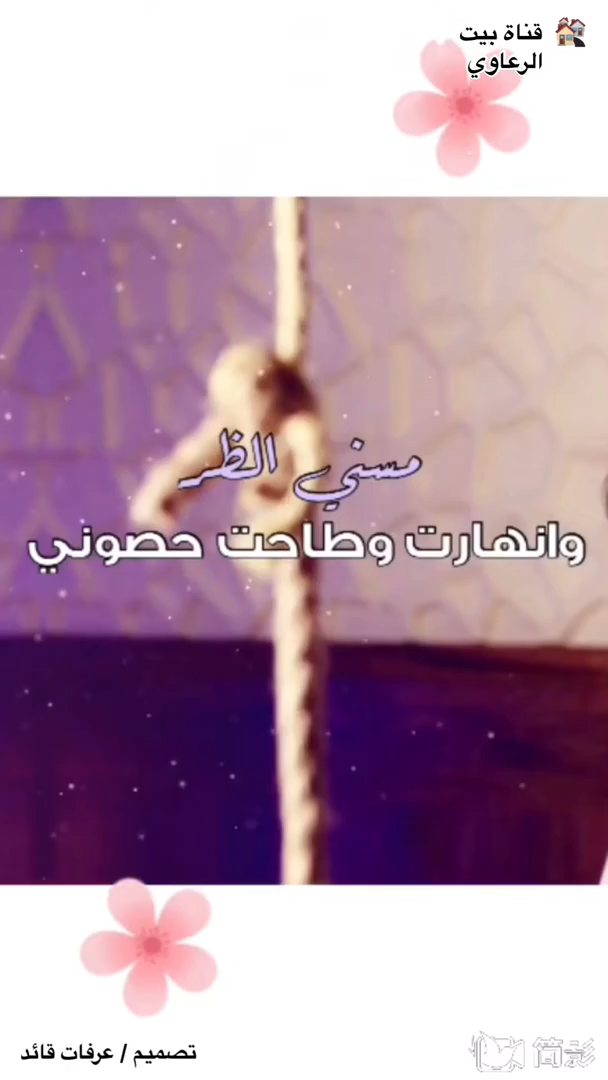 قناة بيت
الرعاوي
مسني الظر
وانهارت وطاحت حصوني
تصميم / عرفات قائد
简影